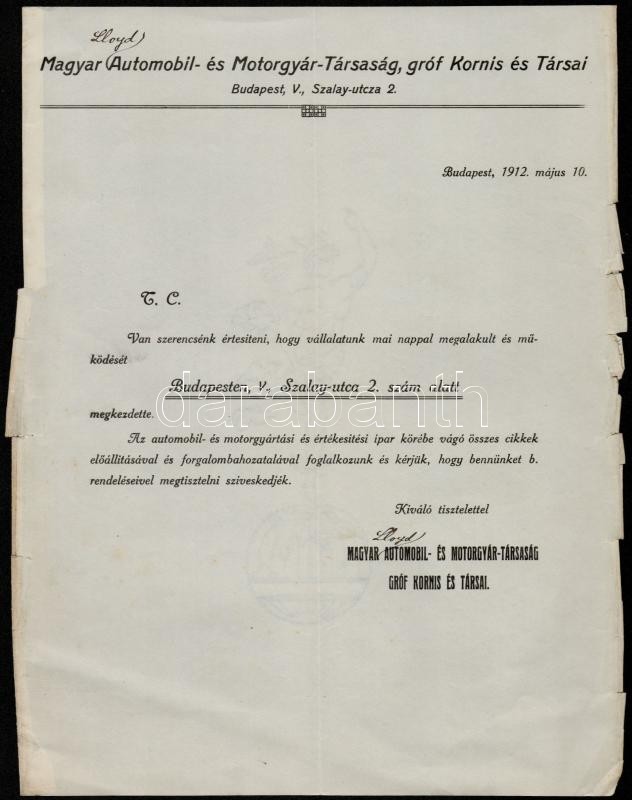 Lloyd
Magyar Automobil- és Motorgyár-Társaság, gróf Kornis és Társai
Budapest, V., Szalay-utcza 2.
Budapest, 1912. május 10.
T. C.
Van szerencsénk értesiteni, hogy vállalatunk mai nappal megalakult és mű-
ködését
Budapesten, V., Szalay-utca 2. szám alatt
darabanth
megkezdette.
Az automobil- és motorgyártási és értékesitési ipar körébe vágó összes cikkek
előállitásával és forgalombahozatalával foglalkozunk és kérjük, hogy bennünket b.
rendeléseivel megtisztelni sziveskedjék.
Kiváló tisztelettel
Lloyd
MAGYAR AUTOMOBIL- ÉS MOTORGYÁR-TÁRSASÁG
GRÓF KORNIS ÉS TÁRSAI.